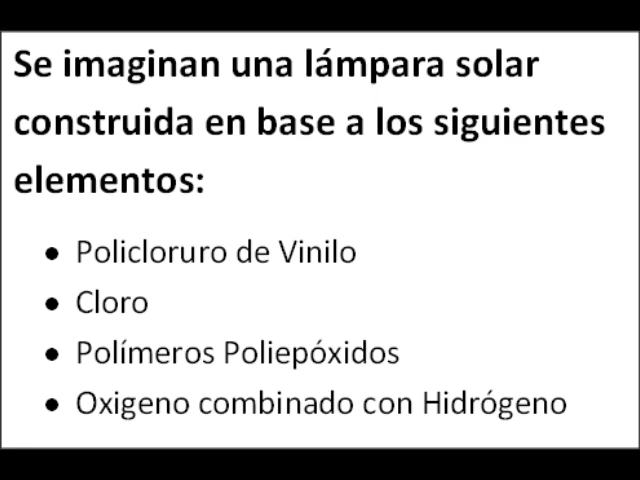 Se imaginan una lámpara solar
construida en base a los siguientes
elementos:
• Policloruro de Vinilo
• Cloro
• Polímeros Poliepóxidos
• Oxigeno combinado con Hidrógeno